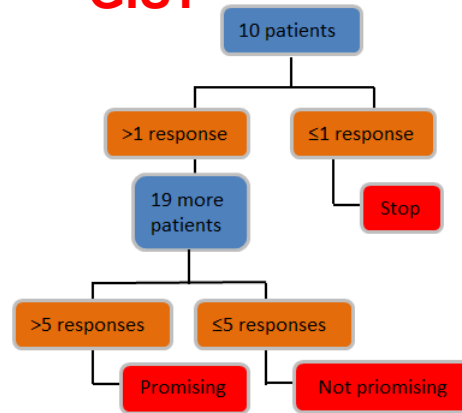 10 patients
>1 response
≤1 response
19 more
patients
Stop
>5 responses
≤5 responses
Promising
Not priomising